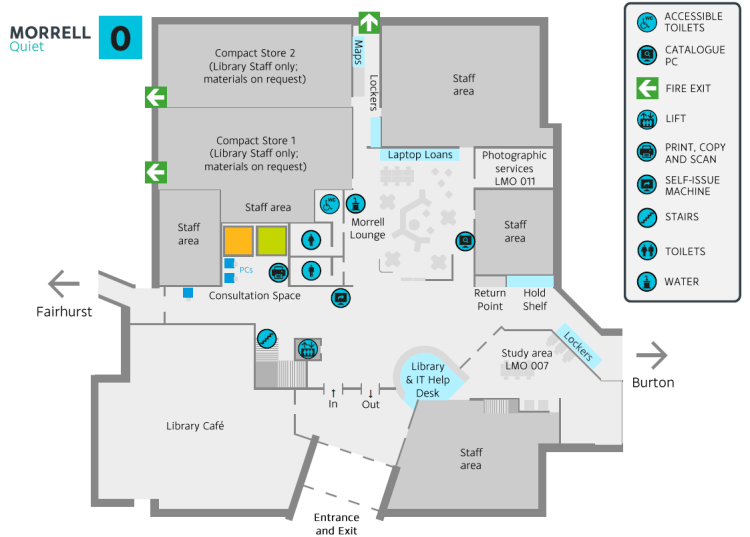 MORRELL
Quiet
0
Compact Store 2
(Library Staff only;
materials on request)
Maps
Lockers
Staff
area
Compact Store 1
(Library Staff only;
materials on request)
Laptop Loans
Photographic
services
LMO 011
Staff area
WC
Morrell
Lounge
Staff
area
Staff
area
PCs
Consultation Space
Return
Point
Hold
Shelf
Fairhurst
Burton
Lockers
Study area
LMO 007
Library
& IT Help
Desk
In
Out
Library Café
Staff
area
Entrance
and Exit
WC
ACCESSIBLE
TOILETS
CATALOGUE
PC
FIRE EXIT
LIFT
PRINT, COPY
AND SCAN
SELF-ISSUE
MACHINE
STAIRS
TOILETS
WATER